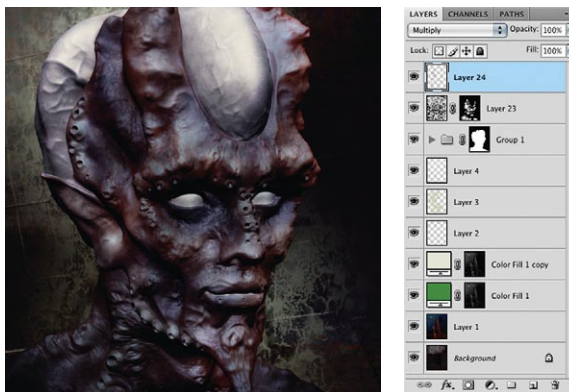 LAYERS CHANNELS PATHS
Multiply Opacity: 100%
Lock: Fill: 100%
Layer 24
Layer 23
Group 1
Layer 4
Layer 3
Layer 2
Color Fill 1 copy
Color Fill 1
Layer 1
Background
fx.